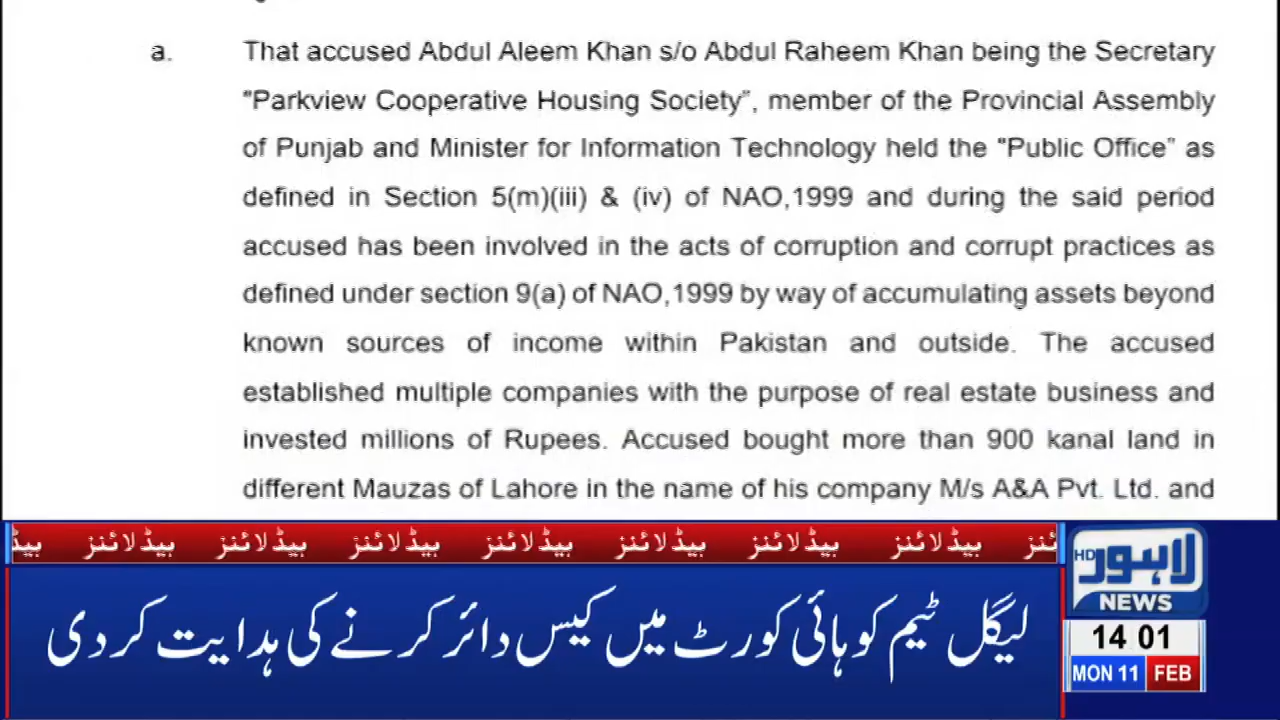 a. That accused Abdul Aleem Khan s/o Abdul Raheem Khan being the Secretary
"Parkview Cooperative Housing Society", member of the Provincial Assembly
of Punjab and Minister for Information Technology held the "Public Office" as
defined in Section 5(m)(iii) & (iv) of NAO,1999 and during the said period
accused has been involved in the acts of corruption and corrupt practices as
defined under section 9(a) of NAO,1999 by way of accumulating assets beyond
known sources of income within Pakistan and outside. The accused
established multiple companies with the purpose of real estate business and
invested millions of Rupees. Accused bought more than 900 kanal land in
different Mauzas of Lahore in the name of his company M/s A&A Pvt. Ltd. and
ہیڈلائنز ہیڈلائنز ہیڈلائنز ہیڈلائنز ہیڈلائنز ہیڈلائنز ہیڈلائنز
لیگل ٹیم کو ہائی کورٹ میں کیس دائر کرنے کی ہدایت کر دی
HD لاہور
NEWS
14 01
MON 11 FEB